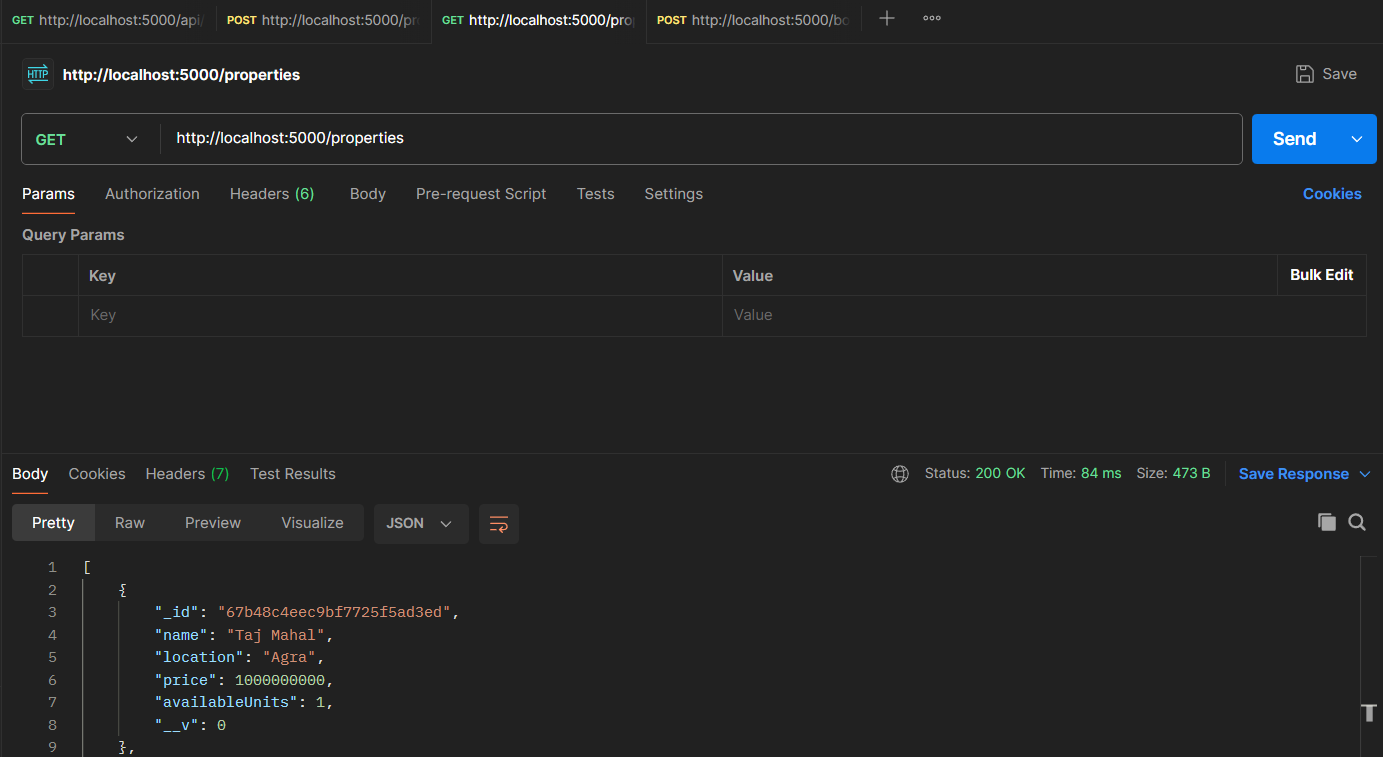 GET http://localhost:5000/api/ POST http://localhost:5000/pr GET http://localhost:5000/pro POST http://localhost:5000/bo
HTTP http://localhost:5000/properties Save
GET http://localhost:5000/properties Send
Params Authorization Headers (6) Body Pre-request Script Tests Settings Cookies
Query Params
Key Value Bulk Edit
Key Value
Body Cookies Headers (7) Test Results Status: 200 OK Time: 84 ms Size: 473 B Save Response
Pretty Raw Preview Visualize JSON
1 [
2 {
3 "_id": "67b48c4eec9bf7725f5ad3ed",
4 "name": "Taj Mahal",
5 "location": "Agra",
6 "price": 1000000000,
7 "availableUnits": 1,
8 "__v": 0
9 },
T